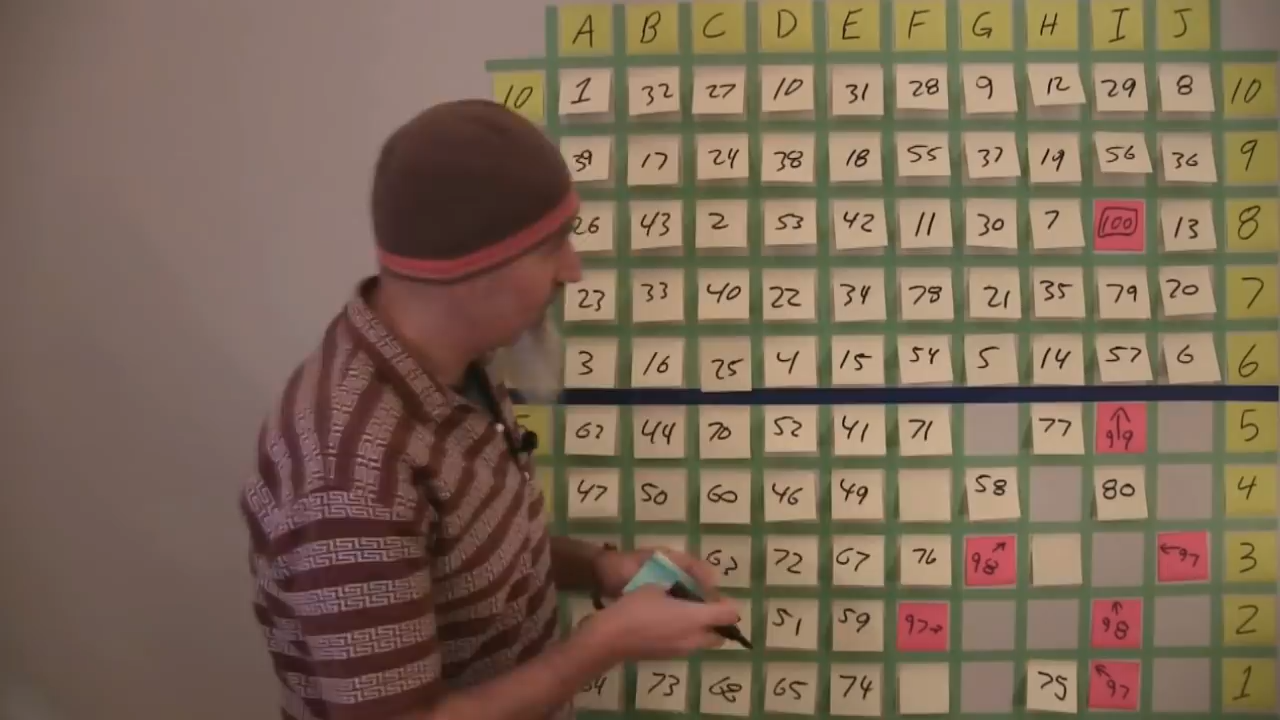 A B C D E F G H I J
10 1 32 27 10 31 28 9 12 29 8 10
39 17 24 38 18 55 37 19 56 36 9
26 43 2 53 42 11 30 7 100 13 8
23 33 40 22 34 78 21 35 79 20 7
3 16 25 4 15 54 5 14 57 6 6
44 70 52 41 71 77 ↑ 99 5
47 50 60 46 49 58 80 4
72 67 76 98↗ ←97 3
51 59 97→ ↑ 98 2
73 68 65 74 75 ↖97 1